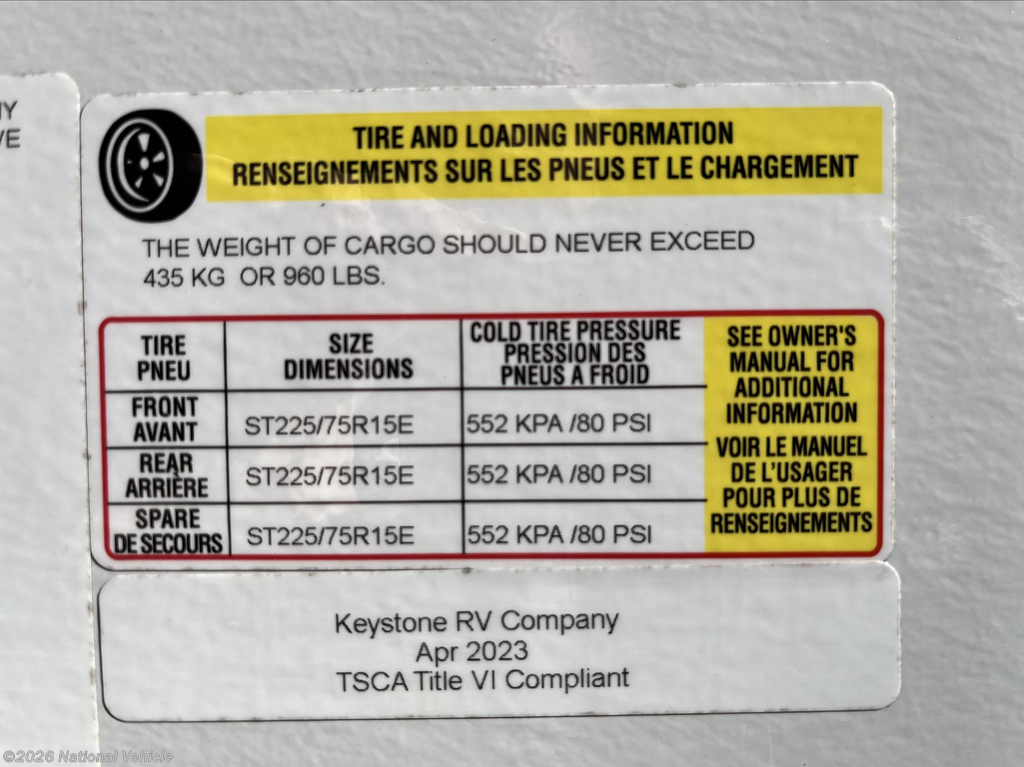 TIRE AND LOADING INFORMATION
RENSEIGNEMENTS SUR LES PNEUS ET LE CHARGEMENT
THE WEIGHT OF CARGO SHOULD NEVER EXCEED
435 KG OR 960 LBS.
TIRE
PNEU
SIZE
DIMENSIONS
COLD TIRE PRESSURE
PRESSION DES
PNEUS A FROID
FRONT
AVANT
ST225/75R15E
552 KPA /80 PSI
REAR
ARRIÈRE
ST225/75R15E
552 KPA /80 PSI
SPARE
DE SECOURS
ST225/75R15E
552 KPA /80 PSI
SEE OWNER'S
MANUAL FOR
ADDITIONAL
INFORMATION
VOIR LE MANUEL
DE L'USAGER
POUR PLUS DE
RENSEIGNEMENTS
Keystone RV Company
Apr 2023
TSCA Title VI Compliant
©2026 National Vehicle